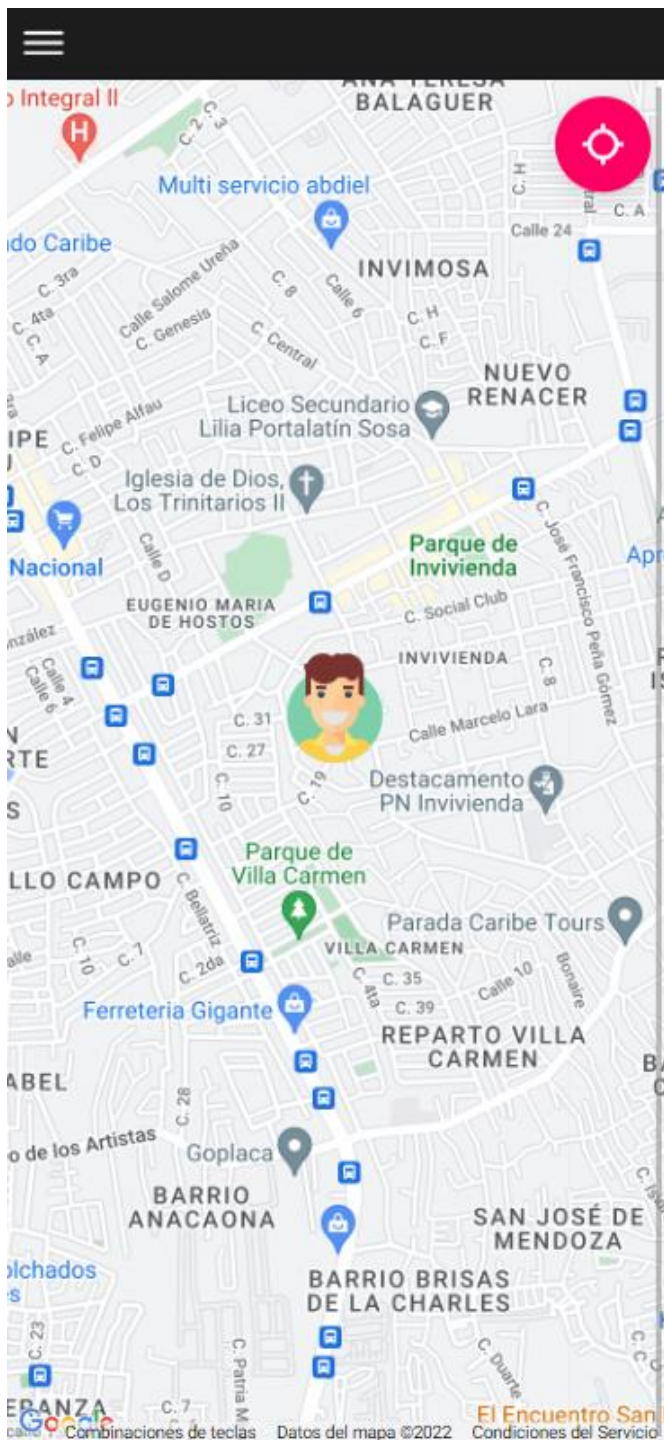 ANA TERESA
BALAGUER
o Integral II
H
C. 2
C. 3
C. H
C. A
Multi servicio abdiel
Calle 24
do Caribe
INVIMOSA
C. 3ra
Calle Salome Ureña
C. 8
Calle 6
C. 4ta
C. A
C. Genesis
C. H
C. F
C. Central
NUEVO
RENACER
Liceo Secundario
Lilia Portalatín Sosa
C. Felipe Alfau
IPE
C. D
Iglesia de Dios,
Los Trinitarios II
C. José Francisco Peña Gómez
Calle D
Nacional
Parque de
Invivienda
Apr
EUGENIO MARIA
DE HOSTOS
C. Social Club
nzález
Calle 4
Calle 6
INVIVIENDA
C. 8
C. 31
Calle Marcelo Lara
RTE
C. 27
C. 10
C. 19
Destacamento
PN Invivienda
S
Parque de
Villa Carmen
LLO CAMPO
C. Bellatriz
Parada Caribe Tours
VILLA CARMEN
alle
C. 10
C. 7
C. 2da
C. 4ta
C. 35
Calle 10
Bonaire
C. 39
Ferreteria Gigante
REPARTO VILLA
CARMEN
ABEL
C. 28
o de los Artistas
Goplaca
BARRIO
ANACAONA
SAN JOSÉ DE
MENDOZA
olchados
es
BARRIO BRISAS
DE LA CHARLES
C. 23
C. Patria M
C. Duarte
C. C
ERANZA
C. 7
El Encuentro San
Google
Combinaciones de teclas Datos del mapa ©2022 Condiciones del Servicio